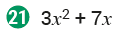 21 3x² + 7x